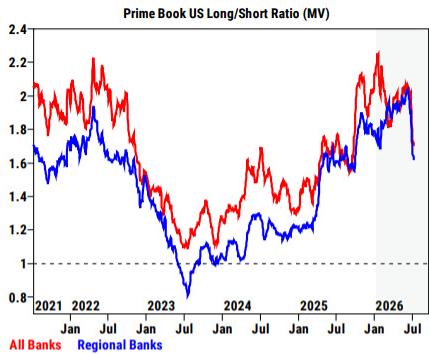 Prime Book US Long/Short Ratio (MV)
2.4
2.2
2
1.8
1.6
1.4
1.2
1
0.8
2021 2022 2023 2024 2025 2026
Jan Jul Jan Jul Jan Jul Jan Jul Jan Jul
All Banks Regional Banks